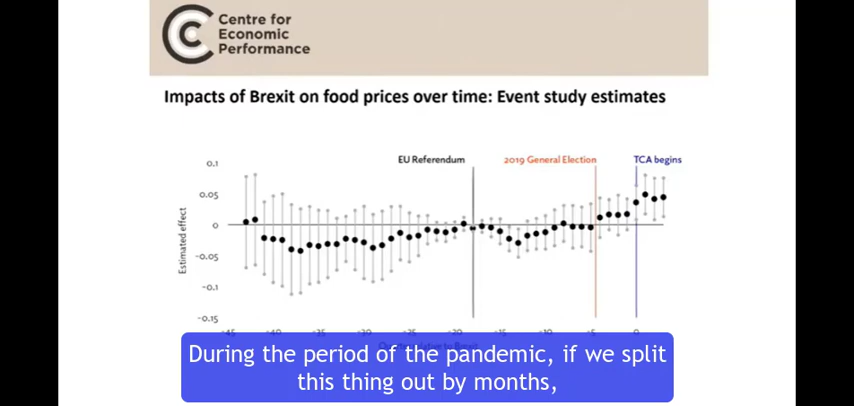 Centre for
Economic
Performance
Impacts of Brexit on food prices over time: Event study estimates
EU Referendum
2019 General Election
TCA begins
0.1
0.05
0
-0.05
-0.1
-0.15
Estimated effect
-45
-35
-30
-25
-20
-10
-5
0
During the period of the pandemic, if we split
this thing out by months,